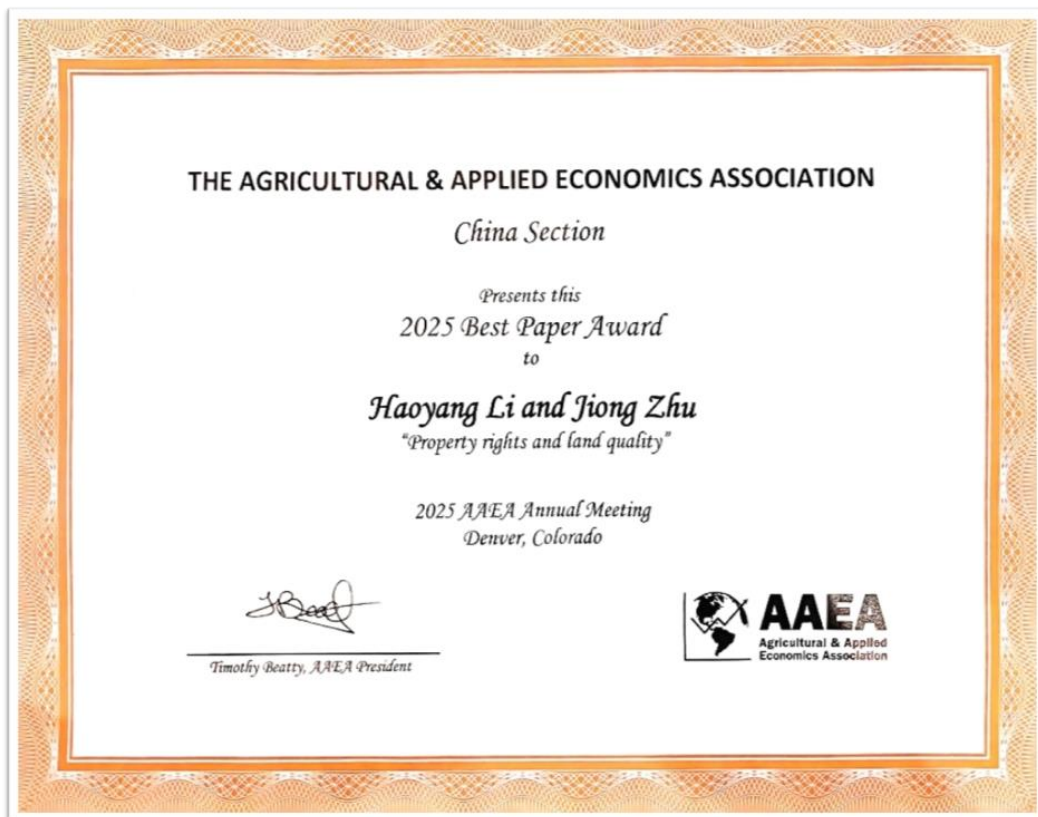 THE AGRICULTURAL & APPLIED ECONOMICS ASSOCIATION
China Section
Presents this
2025 Best Paper Award
to
Haoyang Li and Jiong Zhu
“Property rights and land quality”
2025 AAEA Annual Meeting
Denver, Colorado
Timothy Beatty, AAEA President
AAEA
Agricultural & Applied
Economics Association